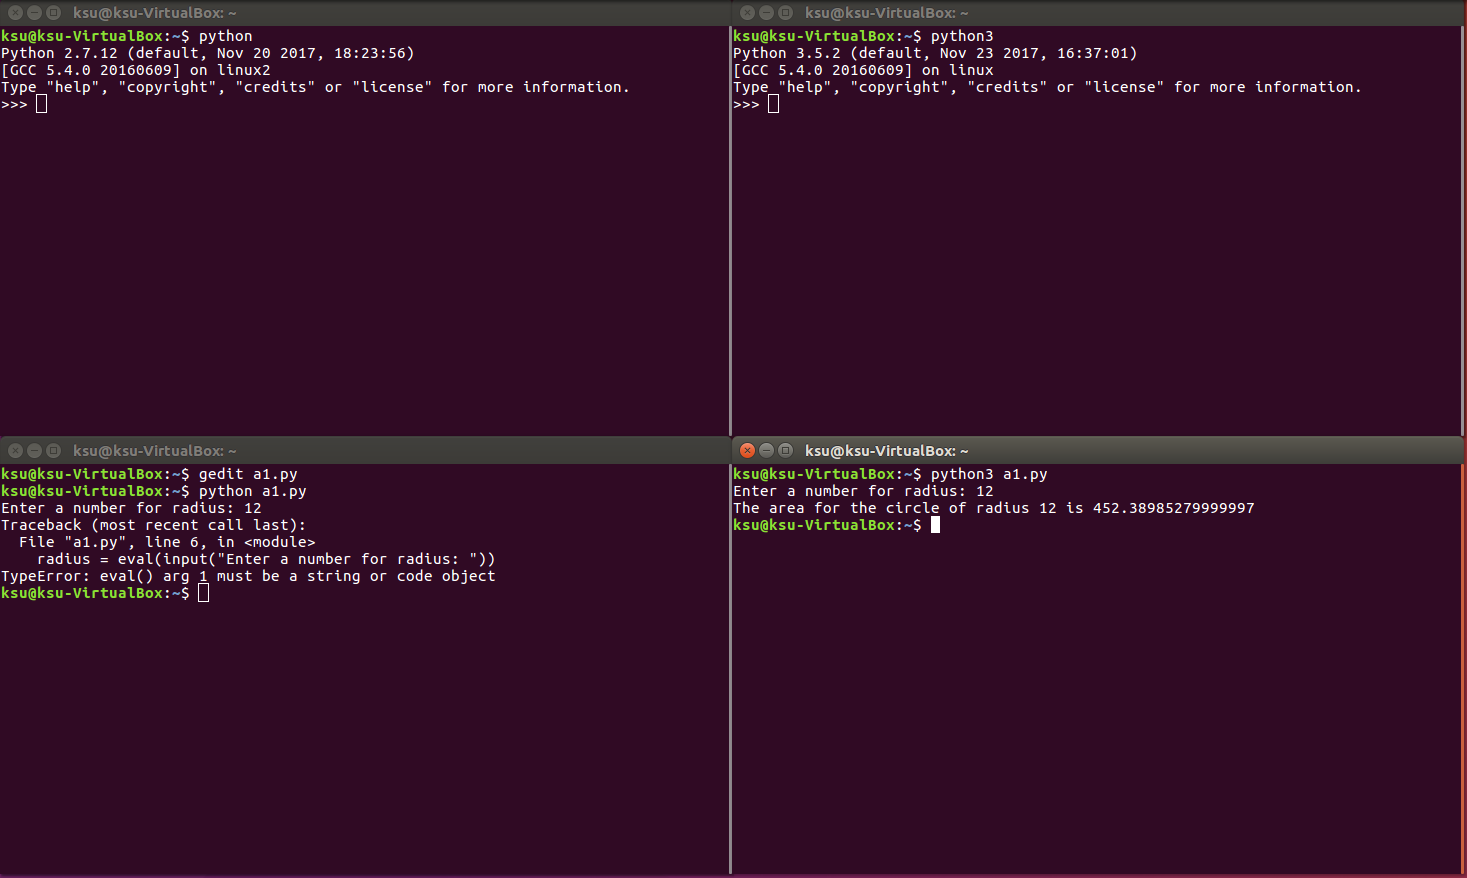 ksu@ksu-VirtualBox: ~
ksu@ksu-VirtualBox:~$ python
Python 2.7.12 (default, Nov 20 2017, 18:23:56)
[GCC 5.4.0 20160609] on linux2
Type "help", "copyright", "credits" or "license" for more information.
>>>
ksu@ksu-VirtualBox: ~
ksu@ksu-VirtualBox:~$ python3
Python 3.5.2 (default, Nov 23 2017, 16:37:01)
[GCC 5.4.0 20160609] on linux
Type "help", "copyright", "credits" or "license" for more information.
>>>
ksu@ksu-VirtualBox: ~
ksu@ksu-VirtualBox:~$ gedit a1.py
ksu@ksu-VirtualBox:~$ python a1.py
Enter a number for radius: 12
Traceback (most recent call last):
  File "a1.py", line 6, in <module>
    radius = eval(input("Enter a number for radius: "))
TypeError: eval() arg 1 must be a string or code object
ksu@ksu-VirtualBox:~$
ksu@ksu-VirtualBox: ~
ksu@ksu-VirtualBox:~$ python3 a1.py
Enter a number for radius: 12
The area for the circle of radius 12 is 452.38985279999997
ksu@ksu-VirtualBox:~$